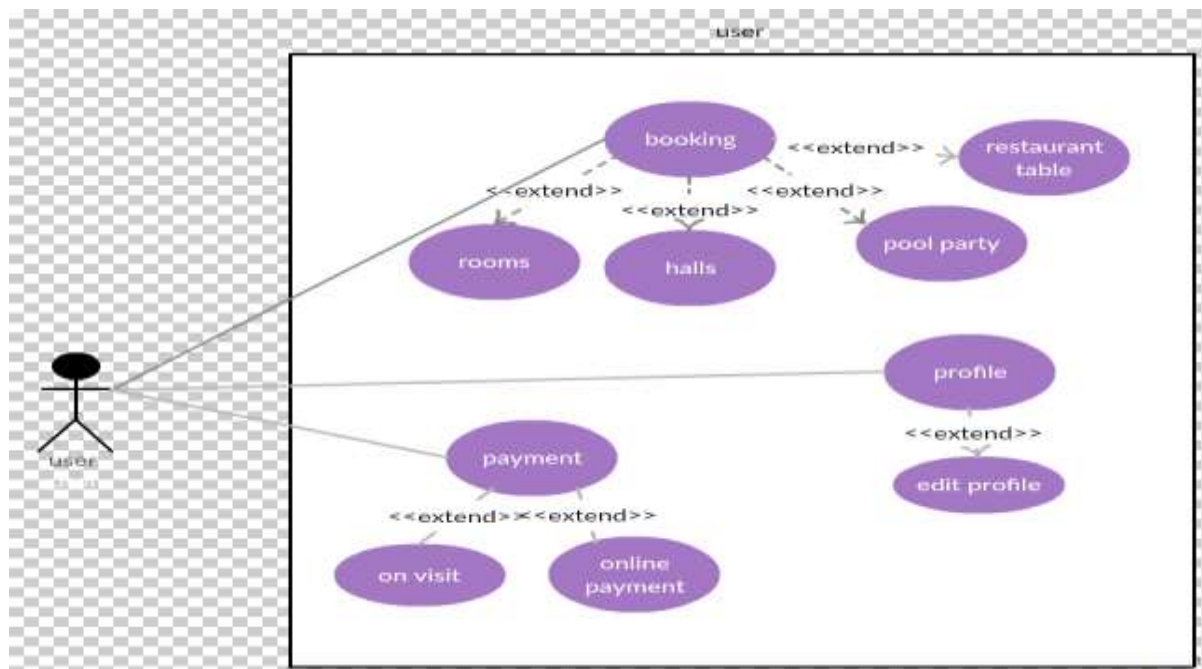 user
booking
<<extend>>
restaurant
table
<<extend>>
<<extend>>
<<extend>>
rooms
halls
pool party
profile
<<extend>>
edit profile
user
payment
<<extend>>
<<extend>>
on visit
online
payment